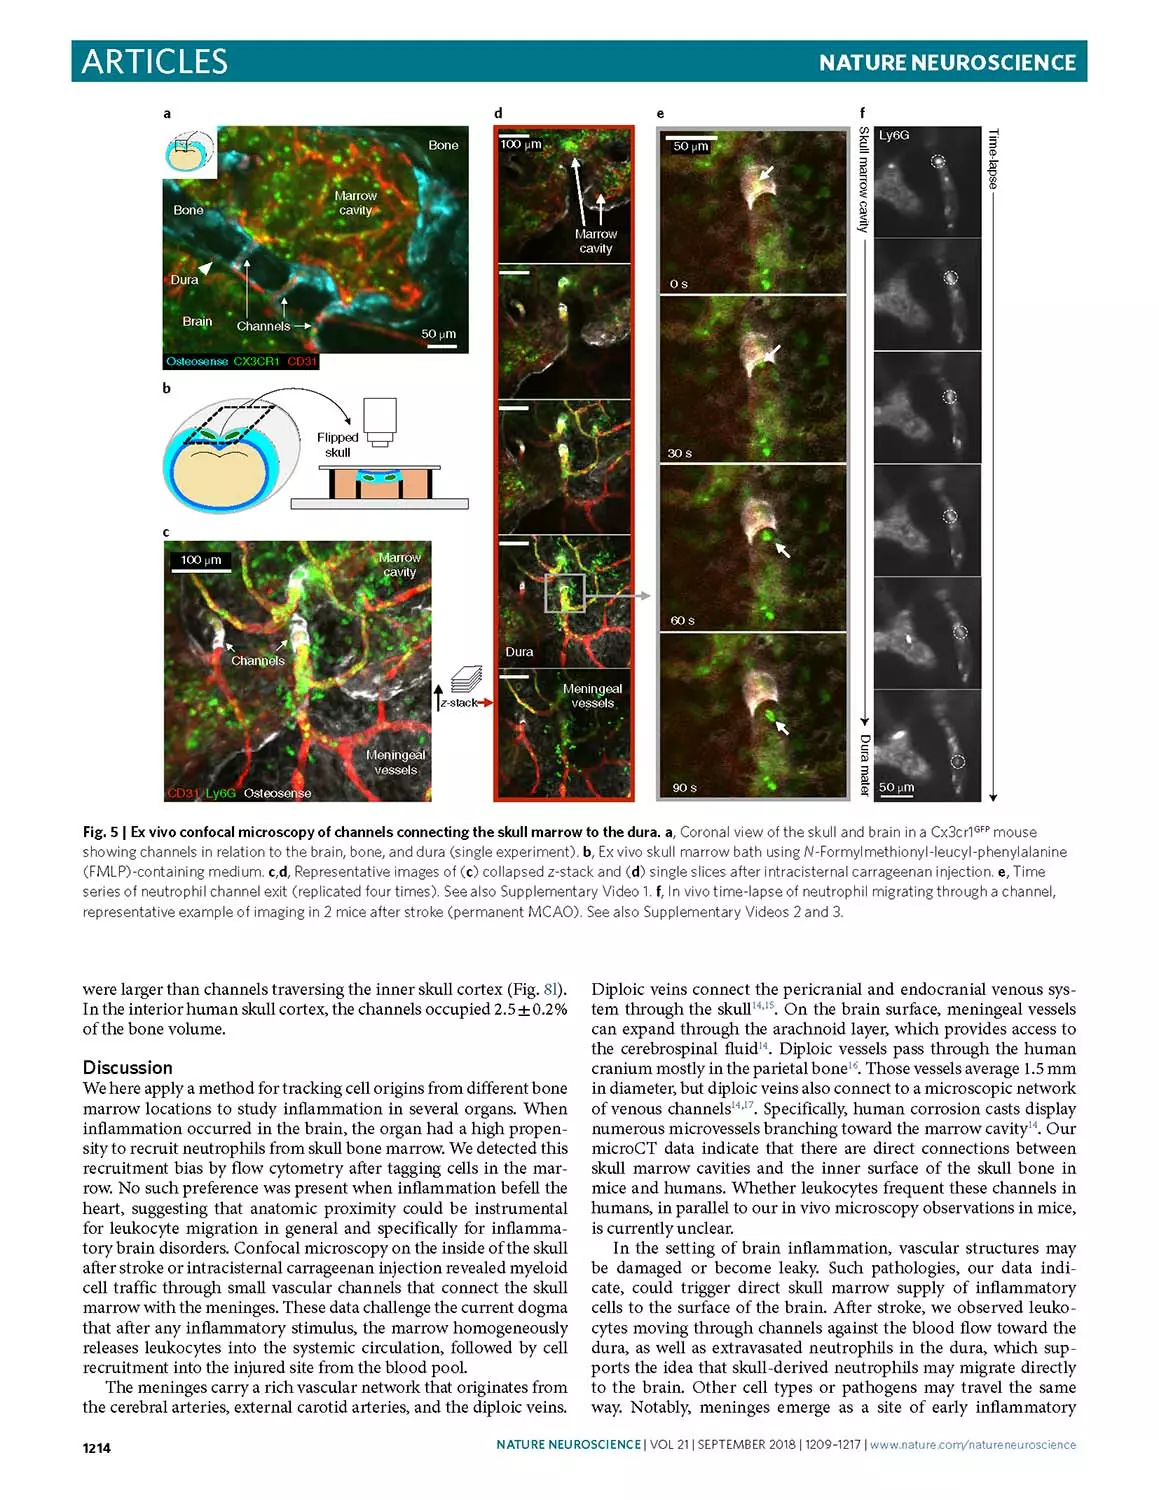 ARTICLES
NATURE NEUROSCIENCE
a
Bone
Marrow
cavity
Bone
Dura
Brain
Channels
50 μm
Osteosense CX3CR1 CD31
b
Flipped
skull
c
100 μm
Marrow
cavity
Channels
Meningeal
vessels
CD31 Ly6G Osteosense
z-stack
d
100 μm
Marrow
cavity
Dura
Meningeal
vessels
e
50 μm
0 s
30 s
60 s
90 s
f
Skull marrow cavity
Dura mater
Ly6G
50 μm
Time-lapse
Fig. 5 | Ex vivo confocal microscopy of channels connecting the skull marrow to the dura. a, Coronal view of the skull and brain in a Cx3cr1GFP mouse
showing channels in relation to the brain, bone, and dura (single experiment). b, Ex vivo skull marrow bath using N-Formylmethionyl-leucyl-phenylalanine
(FMLP)-containing medium. c,d, Representative images of (c) collapsed z-stack and (d) single slices after intracisternal carrageenan injection. e, Time
series of neutrophil channel exit (replicated four times). See also Supplementary Video 1. f, In vivo time-lapse of neutrophil migrating through a channel,
representative example of imaging in 2 mice after stroke (permanent MCAO). See also Supplementary Videos 2 and 3.
were larger than channels traversing the inner skull cortex (Fig. 8l).
In the interior human skull cortex, the channels occupied 2.5 ± 0.2%
of the bone volume.
Discussion
We here apply a method for tracking cell origins from different bone
marrow locations to study inflammation in several organs. When
inflammation occurred in the brain, the organ had a high propen-
sity to recruit neutrophils from skull bone marrow. We detected this
recruitment bias by flow cytometry after tagging cells in the mar-
row. No such preference was present when inflammation befell the
heart, suggesting that anatomic proximity could be instrumental
for leukocyte migration in general and specifically for inflamma-
tory brain disorders. Confocal microscopy on the inside of the skull
after stroke or intracisternal carrageenan injection revealed myeloid
cell traffic through small vascular channels that connect the skull
marrow with the meninges. These data challenge the current dogma
that after any inflammatory stimulus, the marrow homogeneously
releases leukocytes into the systemic circulation, followed by cell
recruitment into the injured site from the blood pool.
The meninges carry a rich vascular network that originates from
the cerebral arteries, external carotid arteries, and the diploic veins.
Diploic veins connect the pericranial and endocranial venous sys-
tem through the skull14,15. On the brain surface, meningeal vessels
can expand through the arachnoid layer, which provides access to
the cerebrospinal fluid14. Diploic vessels pass through the human
cranium mostly in the parietal bone16. Those vessels average 1.5 mm
in diameter, but diploic veins also connect to a microscopic network
of venous channels14,17. Specifically, human corrosion casts display
numerous microvessels branching toward the marrow cavity14. Our
microCT data indicate that there are direct connections between
skull marrow cavities and the inner surface of the skull bone in
mice and humans. Whether leukocytes frequent these channels in
humans, in parallel to our in vivo microscopy observations in mice,
is currently unclear.
In the setting of brain inflammation, vascular structures may
be damaged or become leaky. Such pathologies, our data indi-
cate, could trigger direct skull marrow supply of inflammatory
cells to the surface of the brain. After stroke, we observed leuko-
cytes moving through channels against the blood flow toward the
dura, as well as extravasated neutrophils in the dura, which sup-
ports the idea that skull-derived neutrophils may migrate directly
to the brain. Other cell types or pathogens may travel the same
way. Notably, meninges emerge as a site of early inflammatory
1214
NATURE NEUROSCIENCE | VOL 21 | SEPTEMBER 2018 | 1209–1217 | www.nature.com/natureneuroscience